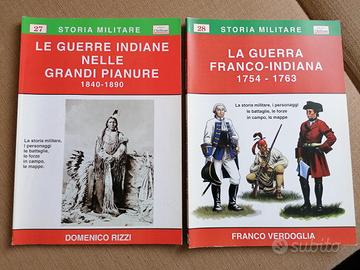 27
STORIA MILITARE
LE GUERRE INDIANE
NELLE
GRANDI PIANURE
1840-1890
La storia militare,
i personaggi
le battaglie,
le forze
in campo,
le mappe.
DOMENICO RIZZI
28
STORIA MILITARE
LA GUERRA
FRANCO-INDIANA
1754 - 1763
La storia militare, i personaggi
le battaglie, le forze
in campo, le mappe
FRANCO VERDOGLIA
subito